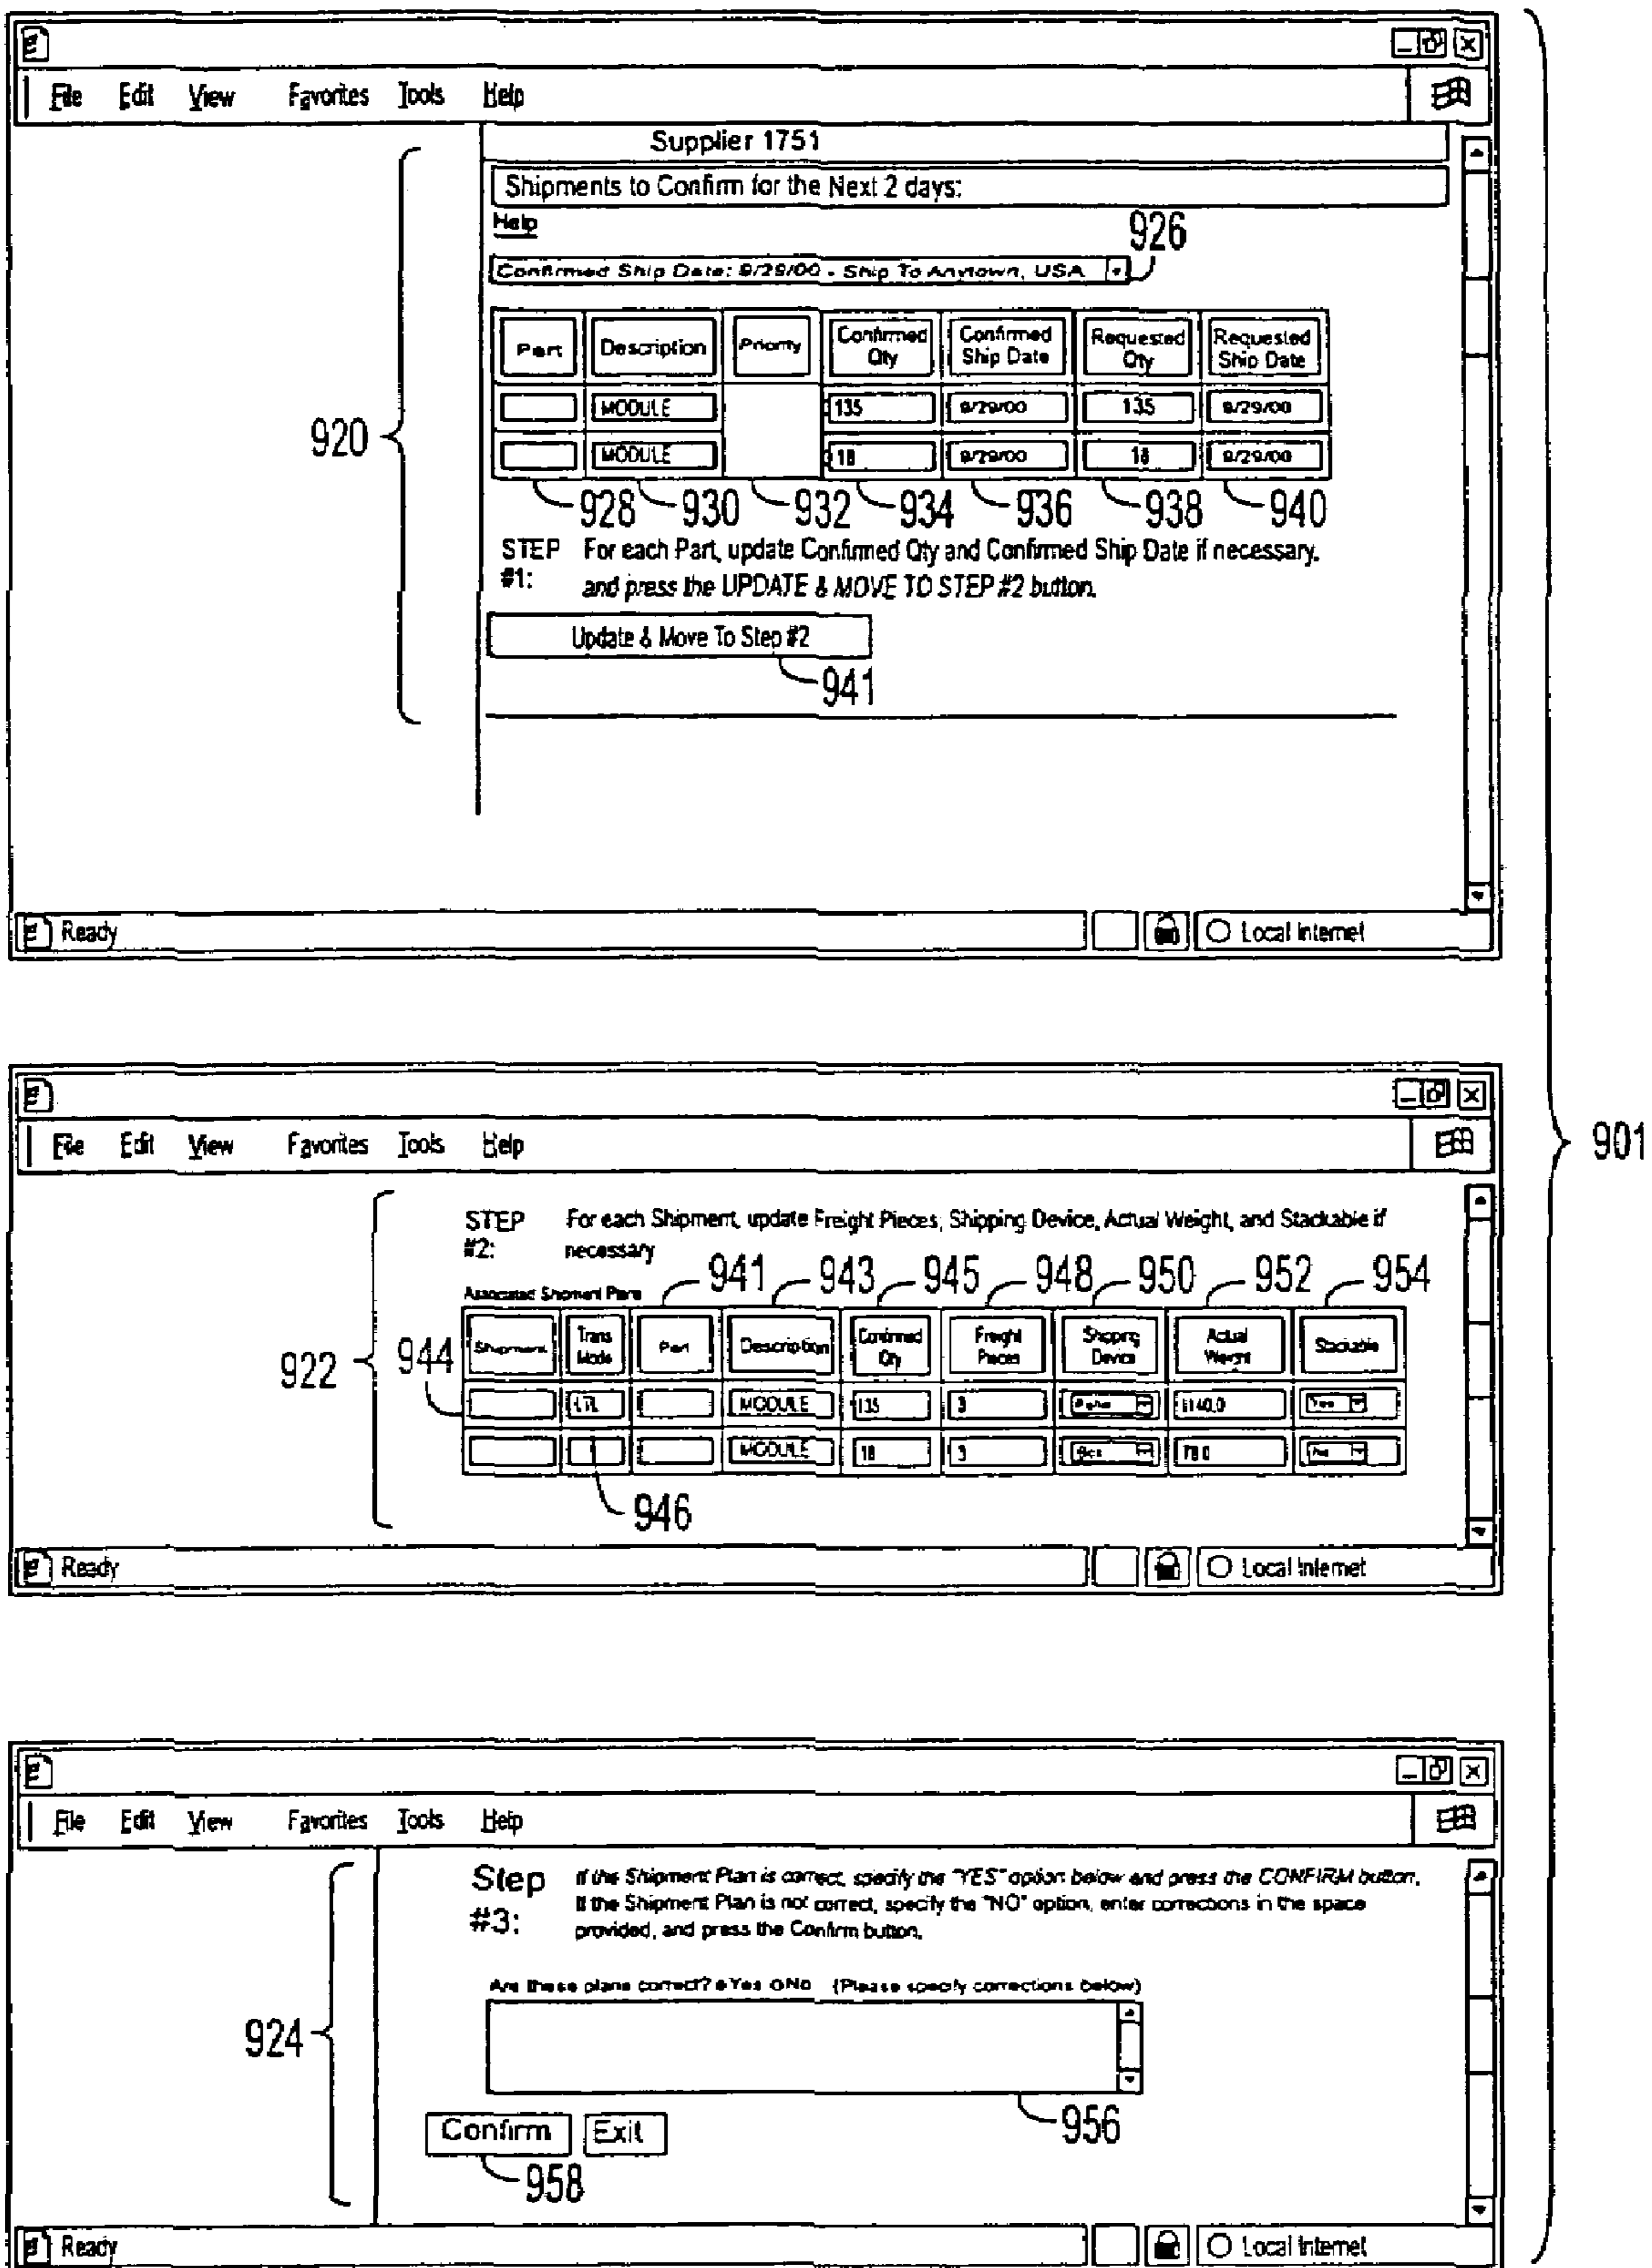 File Edit View Favorites Tools Help
Supplier 1751
Shipments to Confirm for the Next 2 days:
Help
926
Confirmed Ship Date: 9/29/00 - Ship To Anytown, USA
Part Description Priority Confirmed Qty Confirmed Ship Date Requested Qty Requested Ship Date
MODULE 135 9/29/00 135 9/29/00
920
MODULE 18 9/29/00 18 9/29/00
928 930 932 934 936 938 940
STEP #1: For each Part, update Confirmed Qty and Confirmed Ship Date if necessary,
and press the UPDATE & MOVE TO STEP #2 button.
Update & Move To Step #2
941
Ready Local Internet
File Edit View Favorites Tools Help
901
STEP #2: For each Shipment, update Freight Pieces, Shipping Device, Actual Weight, and Stackable if
necessary
941 943 945 948 950 952 954
Associated Shipment Plans
Shipment Trans Mode Part Description Confirmed Qty Freight Pieces Shipping Device Actual Weight Stackable
922 944
LTL MODULE 135 3 1140.0 Yes
MODULE 18 3 Box 78.0 No
946
Ready Local Internet
File Edit View Favorites Tools Help
Step #3: If the Shipment Plan is correct, specify the "YES" option below and press the CONFIRM button.
If the Shipment Plan is not correct, specify the "NO" option, enter corrections in the space
provided, and press the Confirm button.
Are these plans correct? Yes No (Please specify corrections below)
924
956
Confirm Exit
958
Ready Local Internet